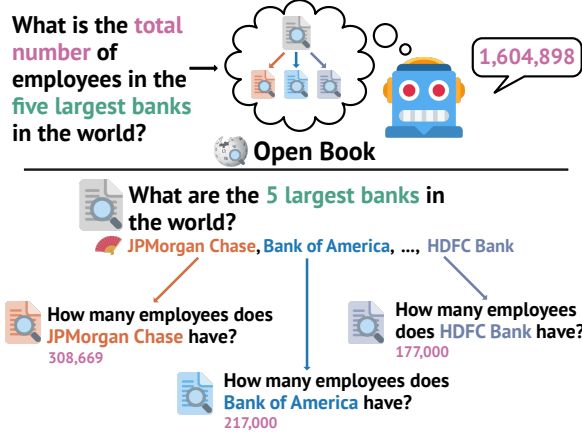 What is the total
number of
employees in the
five largest banks
in the world?
1,604,898
Open Book
What are the 5 largest banks in
the world?
JPMorgan Chase, Bank of America, ..., HDFC Bank
How many employees does
JPMorgan Chase have?
308,669
How many employees
does HDFC Bank have?
177,000
How many employees does
Bank of America have?
217,000